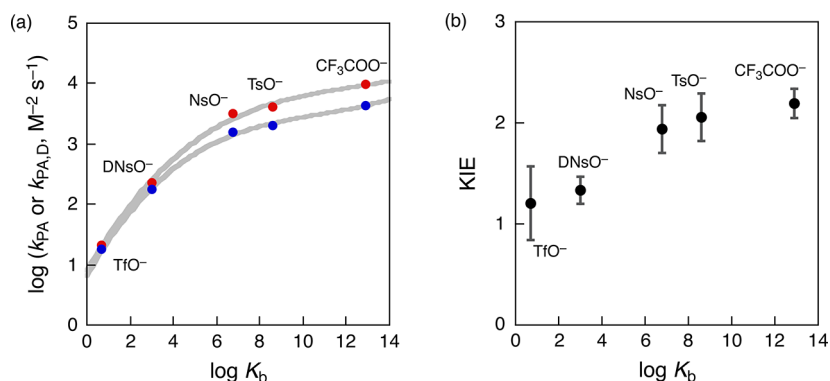 (a)
log (kPA or kPA,D, M–2 s–1)
5
4
3
2
1
0
TfO–
DNsO–
NsO–
TsO–
CF3COO–
0 2 4 6 8 10 12 14
log Kb
(b)
KIE
3
2
1
0
TfO–
DNsO–
NsO–
TsO–
CF3COO–
0 2 4 6 8 10 12 14
log Kb